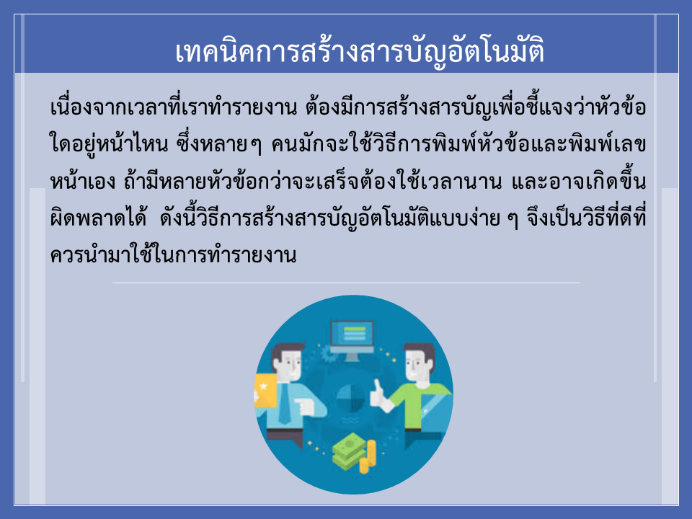 เทคนิคการสร้างสารบัญอัตโนมัติ
เนื่องจากเวลาที่เราทำรายงาน ต้องมีการสร้างสารบัญเพื่อชี้แจงว่าหัวข้อ
ใดอยู่หน้าไหน ซึ่งหลายๆ คนมักจะใช้วิธีการพิมพ์หัวข้อและพิมพ์เลข
หน้าเอง ถ้ามีหลายหัวข้อกว่าจะเสร็จต้องใช้เวลานาน และอาจเกิดขึ้น
ผิดพลาดได้ ดังนี้วิธีการสร้างสารบัญอัตโนมัติแบบง่าย ๆ จึงเป็นวิธีที่ดีที่
ควรนำมาใช้ในการทำรายงาน